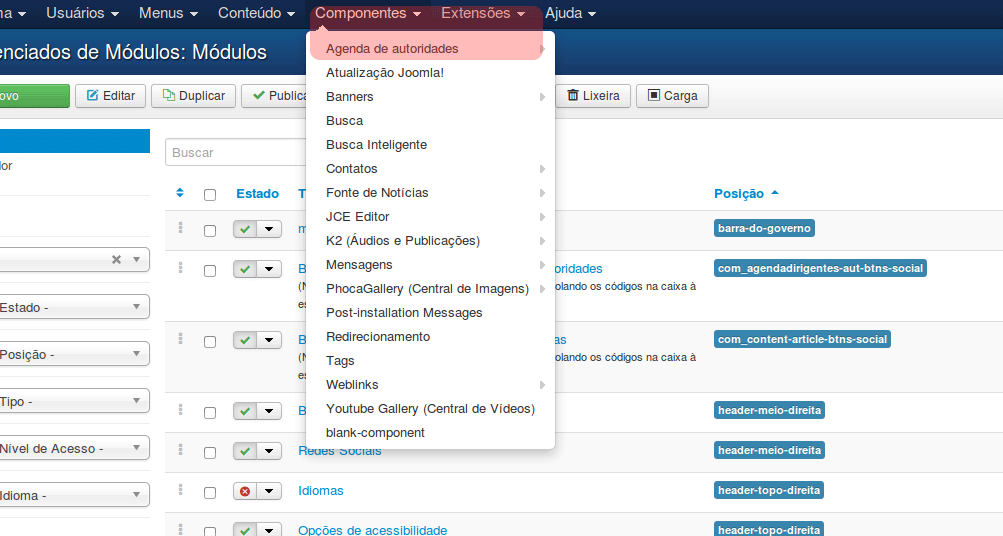 Usuários Menus Conteúdo Componentes Extensões Ajuda
enciados de Módulos: Módulos
ovo Editar Duplicar Publica Lixeira Carga
Agenda de autoridades
Atualização Joomla!
Banners
Busca
Busca Inteligente
Contatos
Fonte de Notícias
JCE Editor
K2 (Áudios e Publicações)
Mensagens
PhocaGallery (Central de Imagens)
Post-installation Messages
Redirecionamento
Tags
Weblinks
Youtube Gallery (Central de Vídeos)
blank-component
dor
Estado -
Posição -
Tipo -
Nível de Acesso -
Idioma -
Buscar
Estado T Posição
m barra-do-governo
B oridades com_agendadirigentes-aut-btns-social
(N olando os códigos na caixa à
es
B as com_content-article-btns-social
(N olando os códigos na caixa à
es
B header-meio-direita
Redes Sociais header-meio-direita
Idiomas header-topo-direita
Opções de acessibilidade header-topo-direita